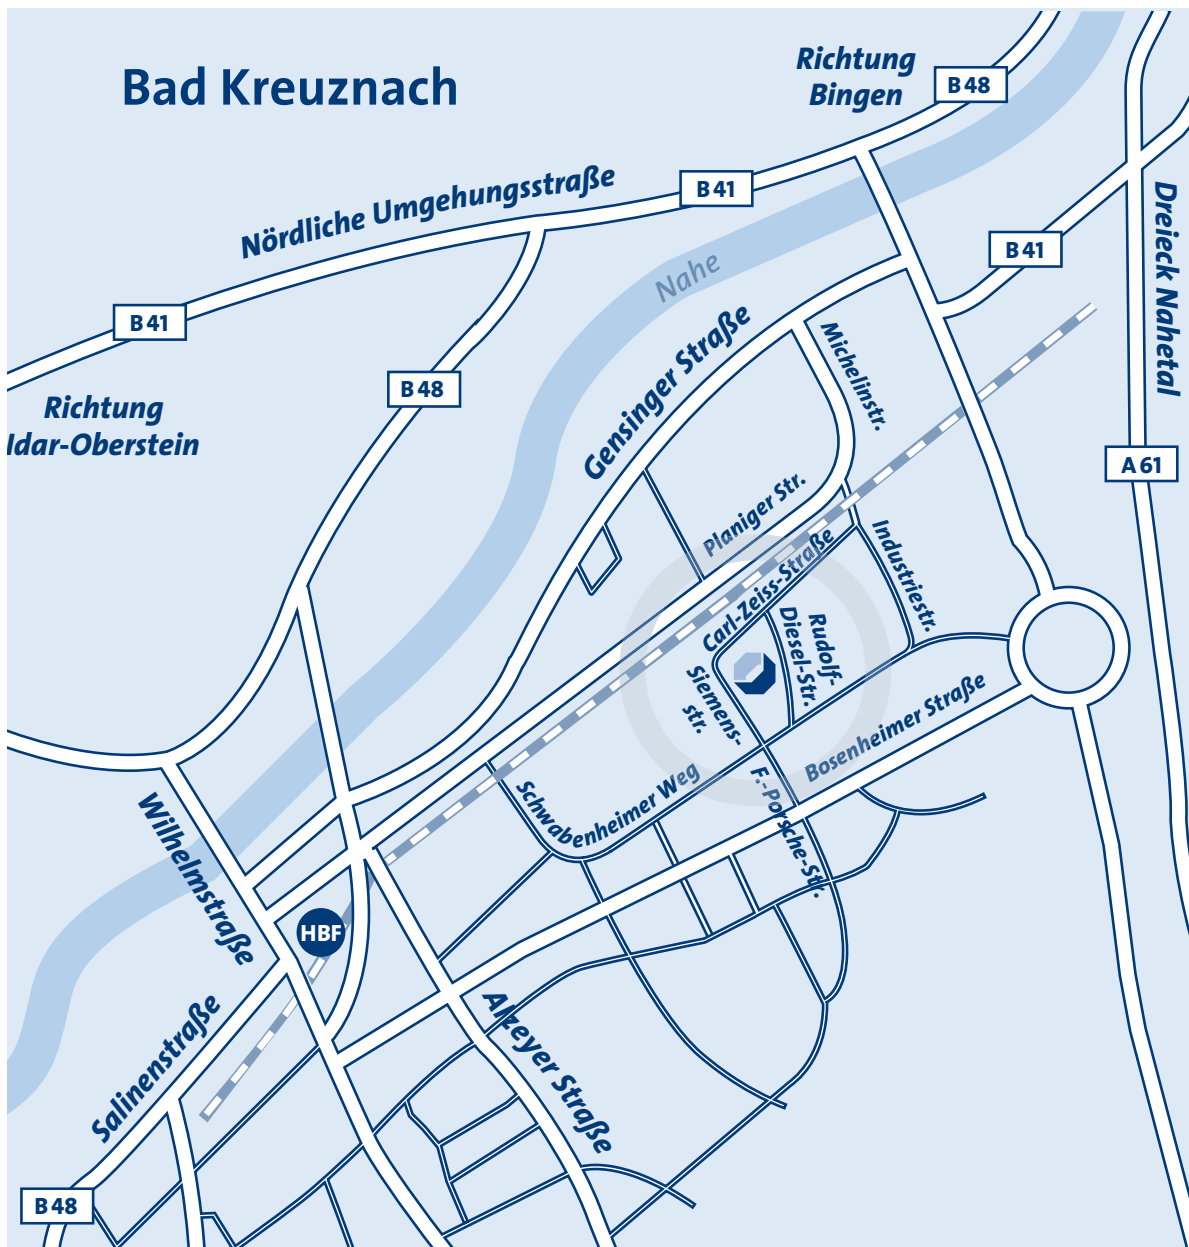 Bad Kreuznach
Richtung
Bingen
B 48
Nördliche Umgehungsstraße
B 41
Dreieck Nahetal
B 41
Nahe
B 41
Gensinger Straße
Michelinstr.
B 48
Richtung
Idar-Oberstein
A 61
Planiger Str.
Carl-Zeiss-Straße
Industriestr.
Rudolf-
Diesel-Str.
Siemens-
str.
Bosenheimer Straße
Schwabenheimer Weg
F.-Porsche-Str.
Wilhelmstraße
HBF
Salinenstraße
Alzeyer Straße
B 48